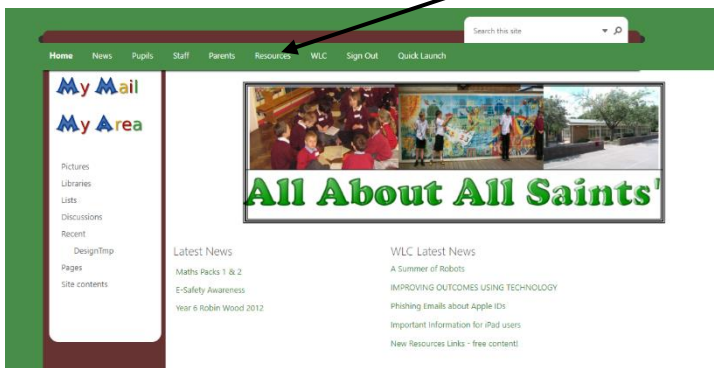 Search this site
Home News Pupils Staff Parents Resources WLC Sign Out Quick Launch
My Mail
My Area
Pictures
Libraries
Lists
Discussions
Recent
DesignTmp
Pages
Site contents
All About All Saints'
Latest News
Maths Packs 1 & 2
E-Safety Awareness
Year 6 Robin Wood 2012
WLC Latest News
A Summer of Robots
IMPROVING OUTCOMES USING TECHNOLOGY
Phishing Emails about Apple IDs
Important Information for iPad users
New Resources Links - free content!